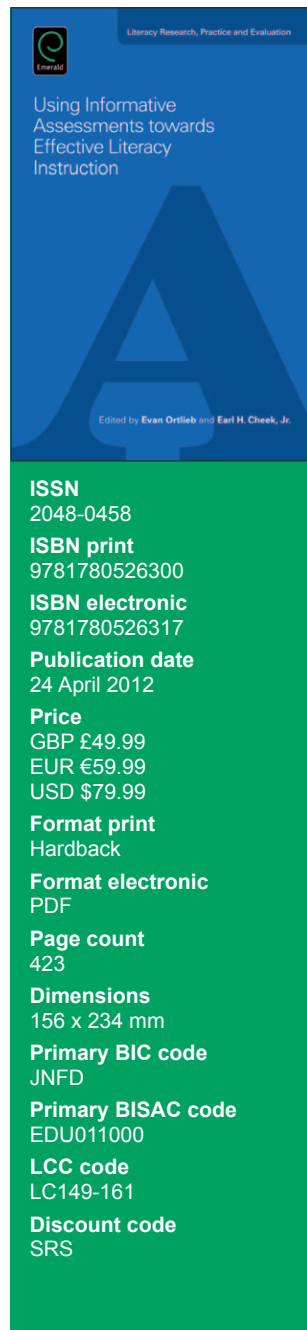 Literacy Research, Practice and Evaluation
Emerald
Using Informative
Assessments towards
Effective Literacy
Instruction
Edited by Evan Ortlieb and Earl H. Cheek, Jr.
ISSN
2048-0458
ISBN print
9781780526300
ISBN electronic
9781780526317
Publication date
24 April 2012
Price
GBP £49.99
EUR €59.99
USD $79.99
Format print
Hardback
Format electronic
PDF
Page count
423
Dimensions
156 x 234 mm
Primary BIC code
JNFD
Primary BISAC code
EDU011000
LCC code
LC149-161
Discount code
SRS